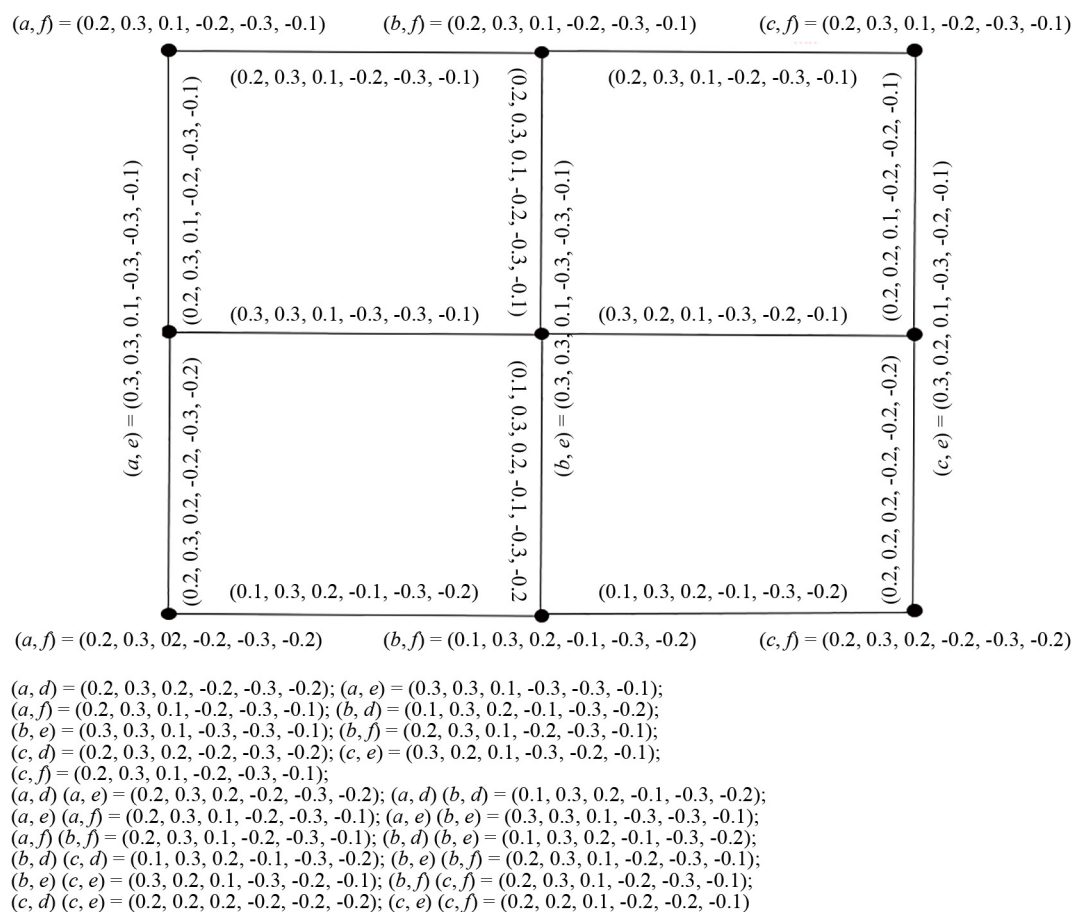 (a, f) = (0.2, 0.3, 0.1, -0.2, -0.3, -0.1)
(b, f) = (0.2, 0.3, 0.1, -0.2, -0.3, -0.1)
(c, f) = (0.2, 0.3, 0.1, -0.2, -0.3, -0.1)
(0.2, 0.3, 0.1, -0.2, -0.3, -0.1)
(0.2, 0.3, 0.1, -0.2, -0.3, -0.1)
(a, e) = (0.3, 0.3, 0.1, -0.3, -0.3, -0.1)
(0.2, 0.3, 0.1, -0.2, -0.3, -0.1)
(0.2, 0.3, 0.1, -0.2, -0.3, -0.1)
(b, e) = (0.3, 0.3, 0.1, -0.3, -0.3, -0.1)
(0.2, 0.2, 0.1, -0.2, -0.2, -0.1)
(c, e) = (0.3, 0.2, 0.1, -0.3, -0.2, -0.1)
(0.3, 0.3, 0.1, -0.3, -0.3, -0.1)
(0.3, 0.2, 0.1, -0.3, -0.2, -0.1)
(0.2, 0.3, 0.2, -0.2, -0.3, -0.2)
(0.1, 0.3, 0.2, -0.1, -0.3, -0.2
(0.2, 0.2, 0.2, -0.2, -0.2, -0.2)
(0.1, 0.3, 0.2, -0.1, -0.3, -0.2)
(0.1, 0.3, 0.2, -0.1, -0.3, -0.2)
(a, f) = (0.2, 0.3, 0.2, -0.2, -0.3, -0.2)
(b, f) = (0.1, 0.3, 0.2, -0.1, -0.3, -0.2)
(c, f) = (0.2, 0.3, 0.2, -0.2, -0.3, -0.2)
(a, d) = (0.2, 0.3, 0.2, -0.2, -0.3, -0.2); (a, e) = (0.3, 0.3, 0.1, -0.3, -0.3, -0.1);
(a, f) = (0.2, 0.3, 0.1, -0.2, -0.3, -0.1); (b, d) = (0.1, 0.3, 0.2, -0.1, -0.3, -0.2);
(b, e) = (0.3, 0.3, 0.1, -0.3, -0.3, -0.1); (b, f) = (0.2, 0.3, 0.1, -0.2, -0.3, -0.1);
(c, d) = (0.2, 0.3, 0.2, -0.2, -0.3, -0.2); (c, e) = (0.3, 0.2, 0.1, -0.3, -0.2, -0.1);
(c, f) = (0.2, 0.3, 0.1, -0.2, -0.3, -0.1);
(a, d) (a, e) = (0.2, 0.3, 0.2, -0.2, -0.3, -0.2); (a, d) (b, d) = (0.1, 0.3, 0.2, -0.1, -0.3, -0.2);
(a, e) (a, f) = (0.2, 0.3, 0.1, -0.2, -0.3, -0.1); (a, e) (b, e) = (0.3, 0.3, 0.1, -0.3, -0.3, -0.1);
(a, f) (b, f) = (0.2, 0.3, 0.1, -0.2, -0.3, -0.1); (b, d) (b, e) = (0.1, 0.3, 0.2, -0.1, -0.3, -0.2);
(b, d) (c, d) = (0.1, 0.3, 0.2, -0.1, -0.3, -0.2); (b, e) (b, f) = (0.2, 0.3, 0.1, -0.2, -0.3, -0.1);
(b, e) (c, e) = (0.3, 0.2, 0.1, -0.3, -0.2, -0.1); (b, f) (c, f) = (0.2, 0.3, 0.1, -0.2, -0.3, -0.1);
(c, d) (c, e) = (0.2, 0.2, 0.2, -0.2, -0.2, -0.2); (c, e) (c, f) = (0.2, 0.2, 0.1, -0.2, -0.2, -0.1)